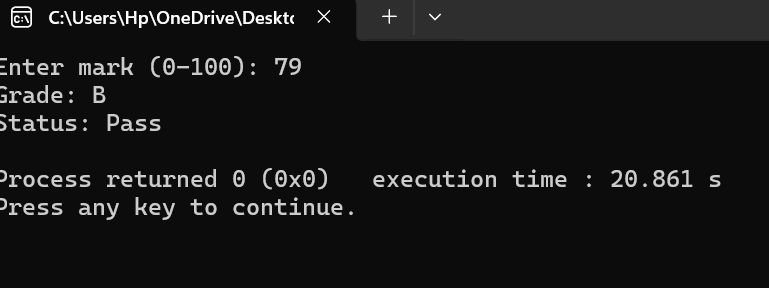 C:\Users\Hp\OneDrive\Deskto
Enter mark (0-100): 79
Grade: B
Status: Pass
Process returned 0 (0x0)   execution time : 20.861 s
Press any key to continue.